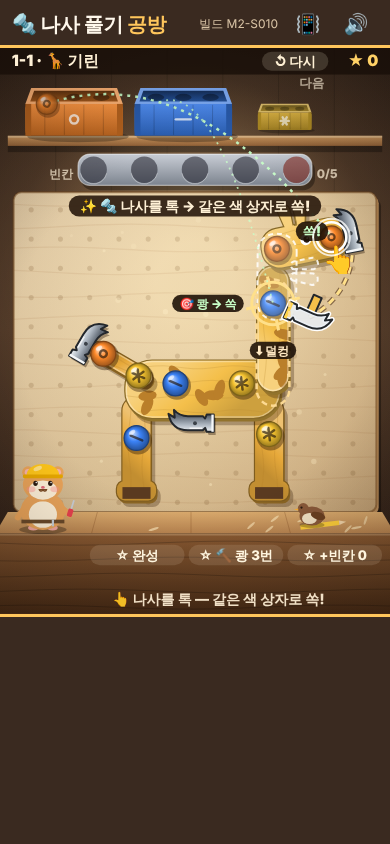 나사 풀기 공방
빌드 M2-S010
1-1 · 기린
다시
★ 0
다음
빈칸
0/5
✨ 🔩 나사를 톡 → 같은 색 상자로 쏙!
쏙!
🎯 쾅 → 쏙
⬇덜컹
☆ 완성
☆ 🔨 쾅 3번
☆ +빈칸 0
👆 나사를 톡 — 같은 색 상자로 쏙!